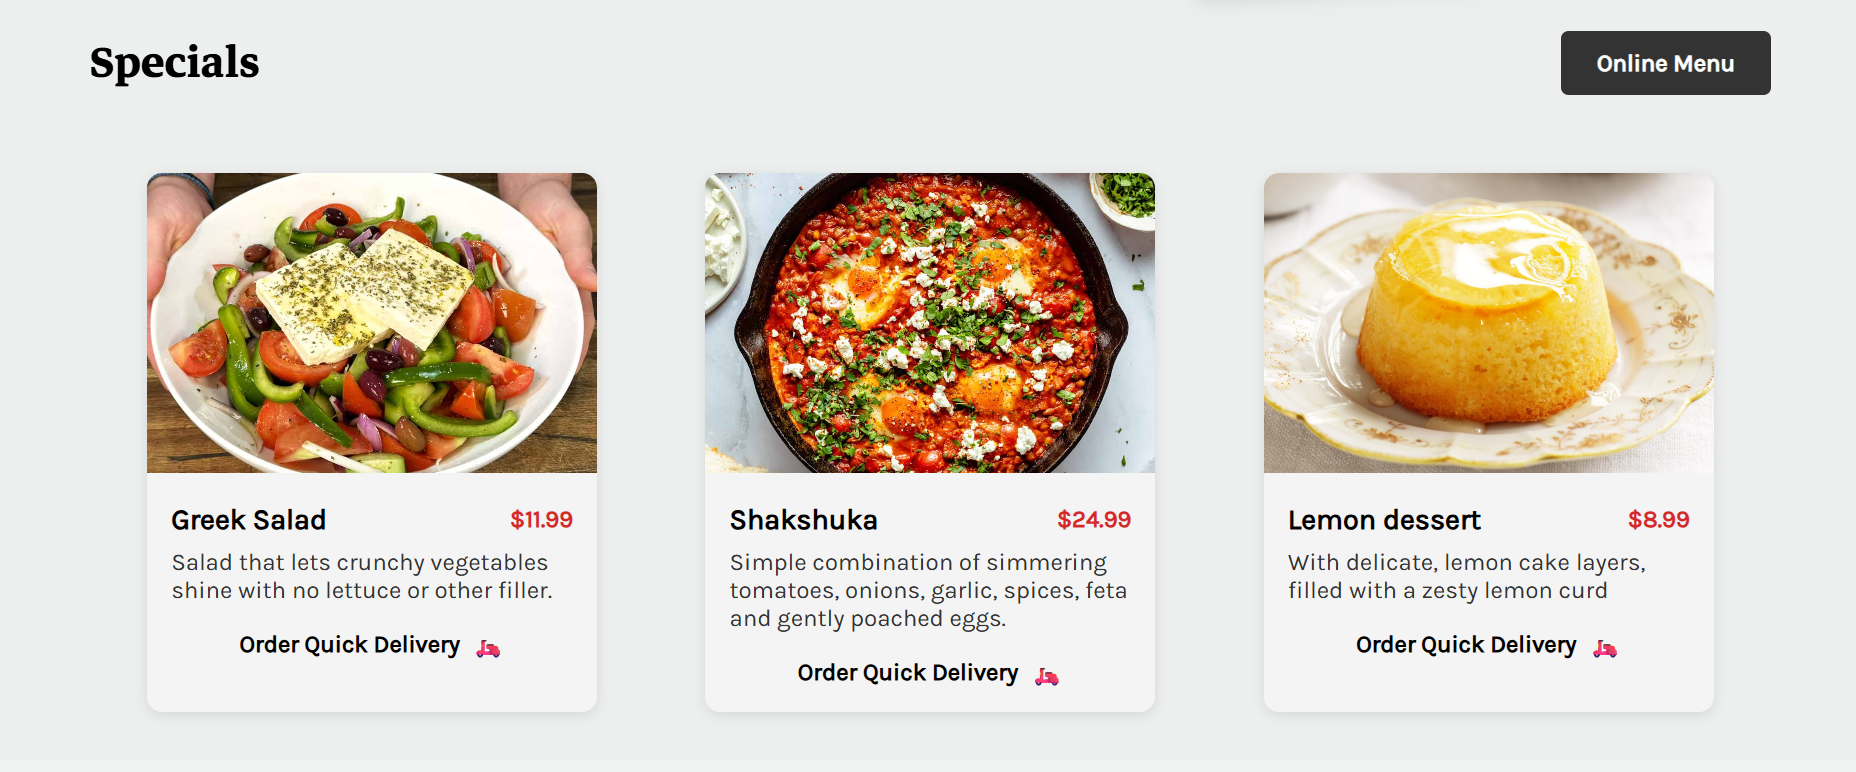 Specials
Online Menu
Greek Salad $11.99
Salad that lets crunchy vegetables
shine with no lettuce or other filler.
Order Quick Delivery
Shakshuka $24.99
Simple combination of simmering
tomatoes, onions, garlic, spices, feta
and gently poached eggs.
Order Quick Delivery
Lemon dessert $8.99
With delicate, lemon cake layers,
filled with a zesty lemon curd
Order Quick Delivery